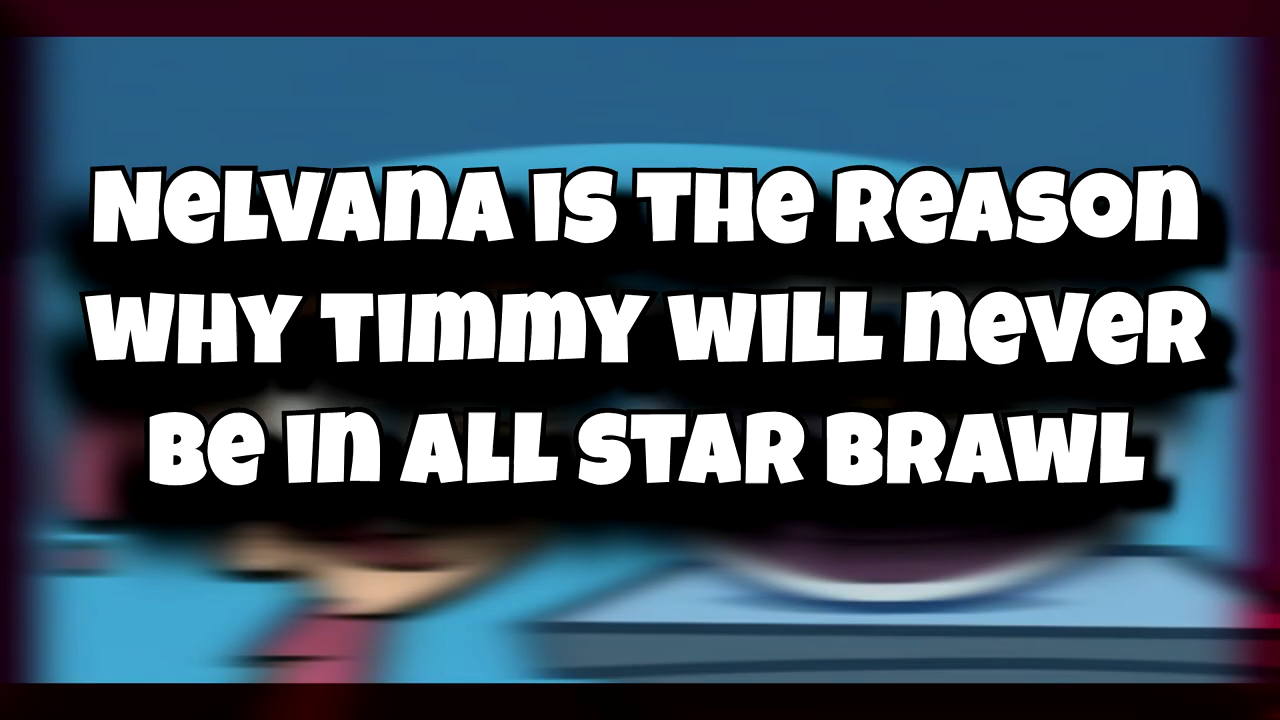 Nelvana is the reason
why Timmy will never
be in All Star Brawl